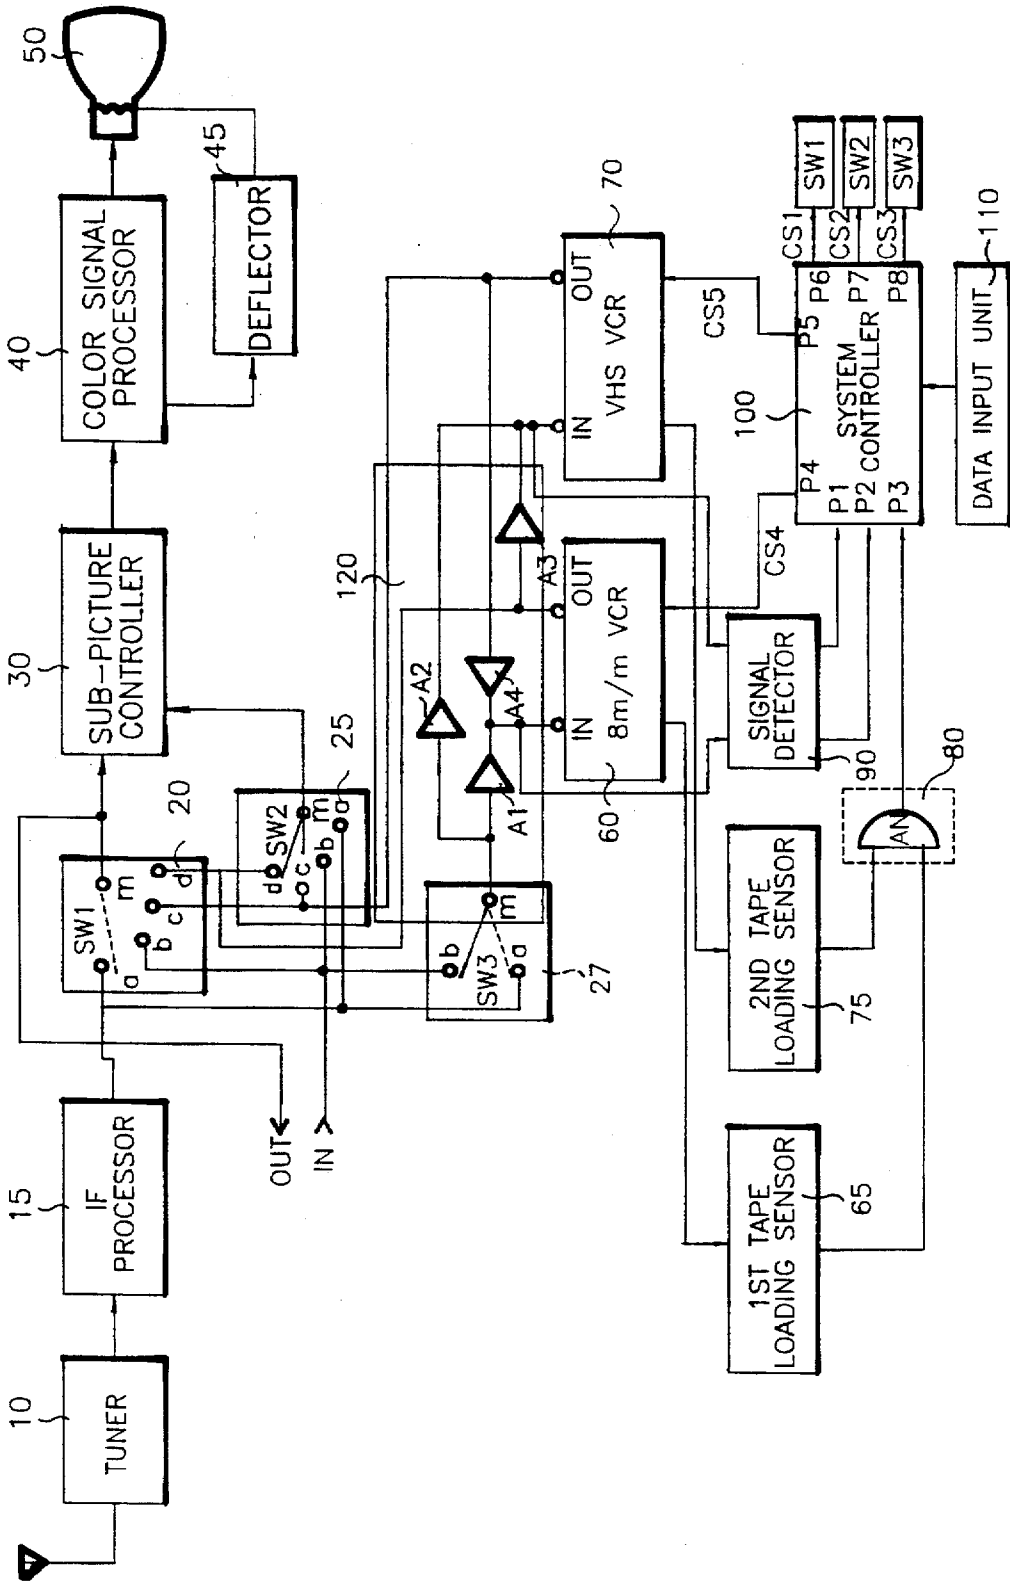 10
TUNER
15
IF
PROCESSOR
30
SUB-PICTURE
CONTROLLER
40
COLOR SIGNAL
PROCESSOR
50
45
DEFLECTOR
20
SW1
a
b
c
d
m
25
SW2
d
c
b
a
m
OUT
IN
27
SW3
b
a
m
120
A1
A2
A3
A4
60
IN
8m/m VCR
OUT
70
IN
VHS VCR
OUT
CS4
CS5
65
1ST TAPE
LOADING SENSOR
75
2ND TAPE
LOADING SENSOR
80
AN
90
SIGNAL
DETECTOR
100
SYSTEM
CONTROLLER
P1
P2
P3
P4
P5
P6
P7
P8
CS1
CS2
CS3
SW1
SW2
SW3
110
DATA INPUT UNIT